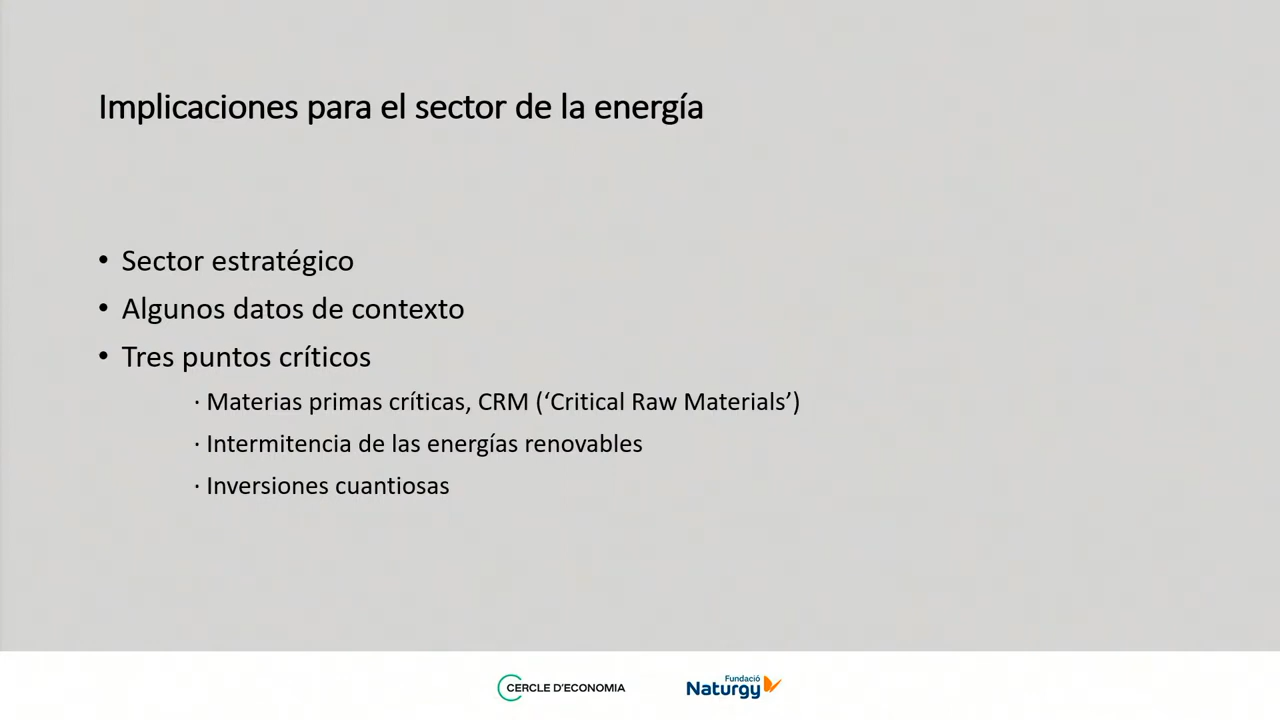 Implicaciones para el sector de la energía
• Sector estratégico
• Algunos datos de contexto
• Tres puntos críticos
· Materias primas críticas, CRM (‘Critical Raw Materials’)
· Intermitencia de las energías renovables
· Inversiones cuantiosas
CERCLE D'ECONOMIA
Fundació
Naturgy